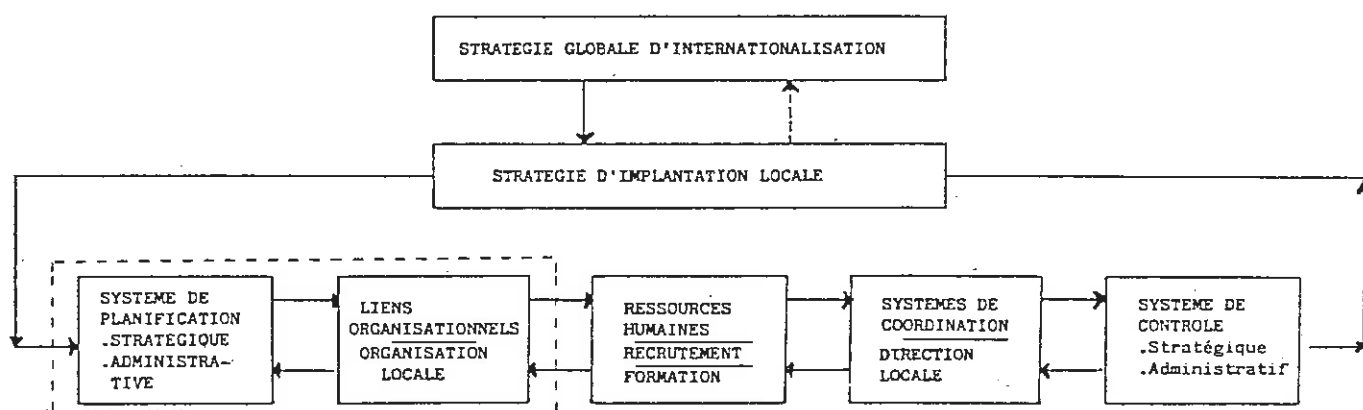 STRATEGIE GLOBALE D'INTERNATIONALISATION
STRATEGIE D'IMPLANTATION LOCALE
SYSTEME DE
PLANIFICATION
.STRATÉGIQUE
.ADMINISTRA-
TIVE
LIENS
ORGANISATIONNELS
ORGANISATION
LOCALE
RESSOURCES
HUMAINES
RECRUTEMENT
FORMATION
SYSTEMES DE
COORDINATION
DIRECTION
LOCALE
SYSTEME DE
CONTROLE
.Stratégique
.Administratif